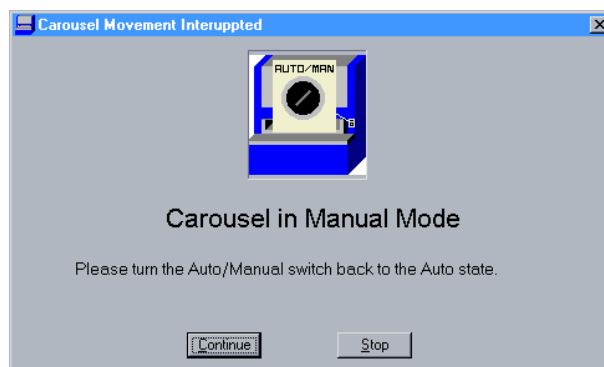 Carousel Movement Interuppted
AUTO/MAN
Carousel in Manual Mode
Please turn the Auto/Manual switch back to the Auto state.
Continue
Stop